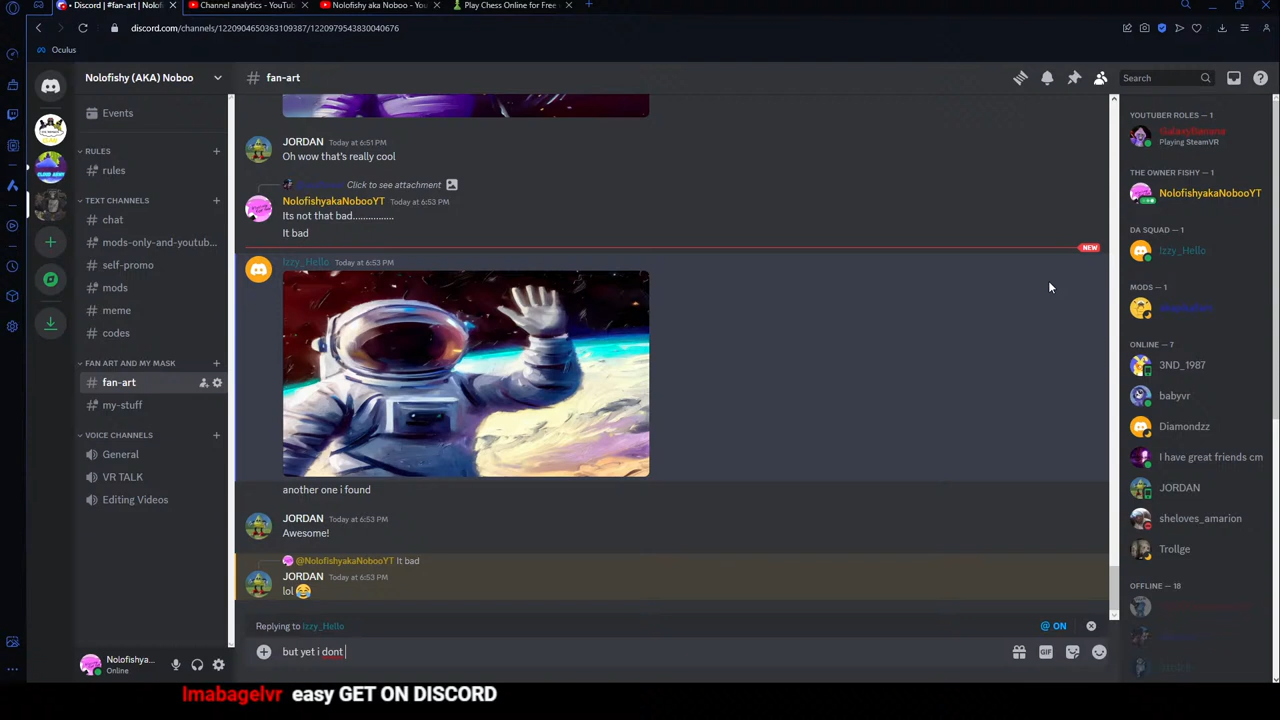 Discord | #fan-art | Nolofi
Channel analytics - YouTube
Nolofishy aka Noboo - You
Play Chess Online for Free
discord.com/channels/1220904650363109387/1220979543830040676
Oculus
Nolofishy (AKA) Noboo
fan-art
Search
Events
RULES
rules
TEXT CHANNELS
chat
mods-only-and-youtub...
self-promo
mods
meme
codes
FAN ART AND MY MASK
fan-art
my-stuff
VOICE CHANNELS
General
VR TALK
Editing Videos
Nolofishya...
Online
JORDAN Today at 6:51 PM
Oh wow that's really cool
Click to see attachment
NolofishyakaNobooYT Today at 6:53 PM
Its not that bad................
It bad
NEW
Izzy_Hello Today at 6:53 PM
another one i found
JORDAN Today at 6:53 PM
Awesome!
@NolofishyakaNobooYT It bad
JORDAN Today at 6:53 PM
lol 😂
Replying to Izzy_Hello
@ ON
but yet i dont
GIF
YOUTUBER ROLES — 1
Playing SteamVR
THE OWNER FISHY — 1
NolofishyakaNobooYT
DA SQUAD — 1
Izzy_Hello
MODS — 1
ONLINE — 7
3ND_1987
babyvr
Diamondzz
I have great friends cm
JORDAN
sheloves_amarion
Trollge
OFFLINE — 18
Imabagelvr easy GET ON DISCORD